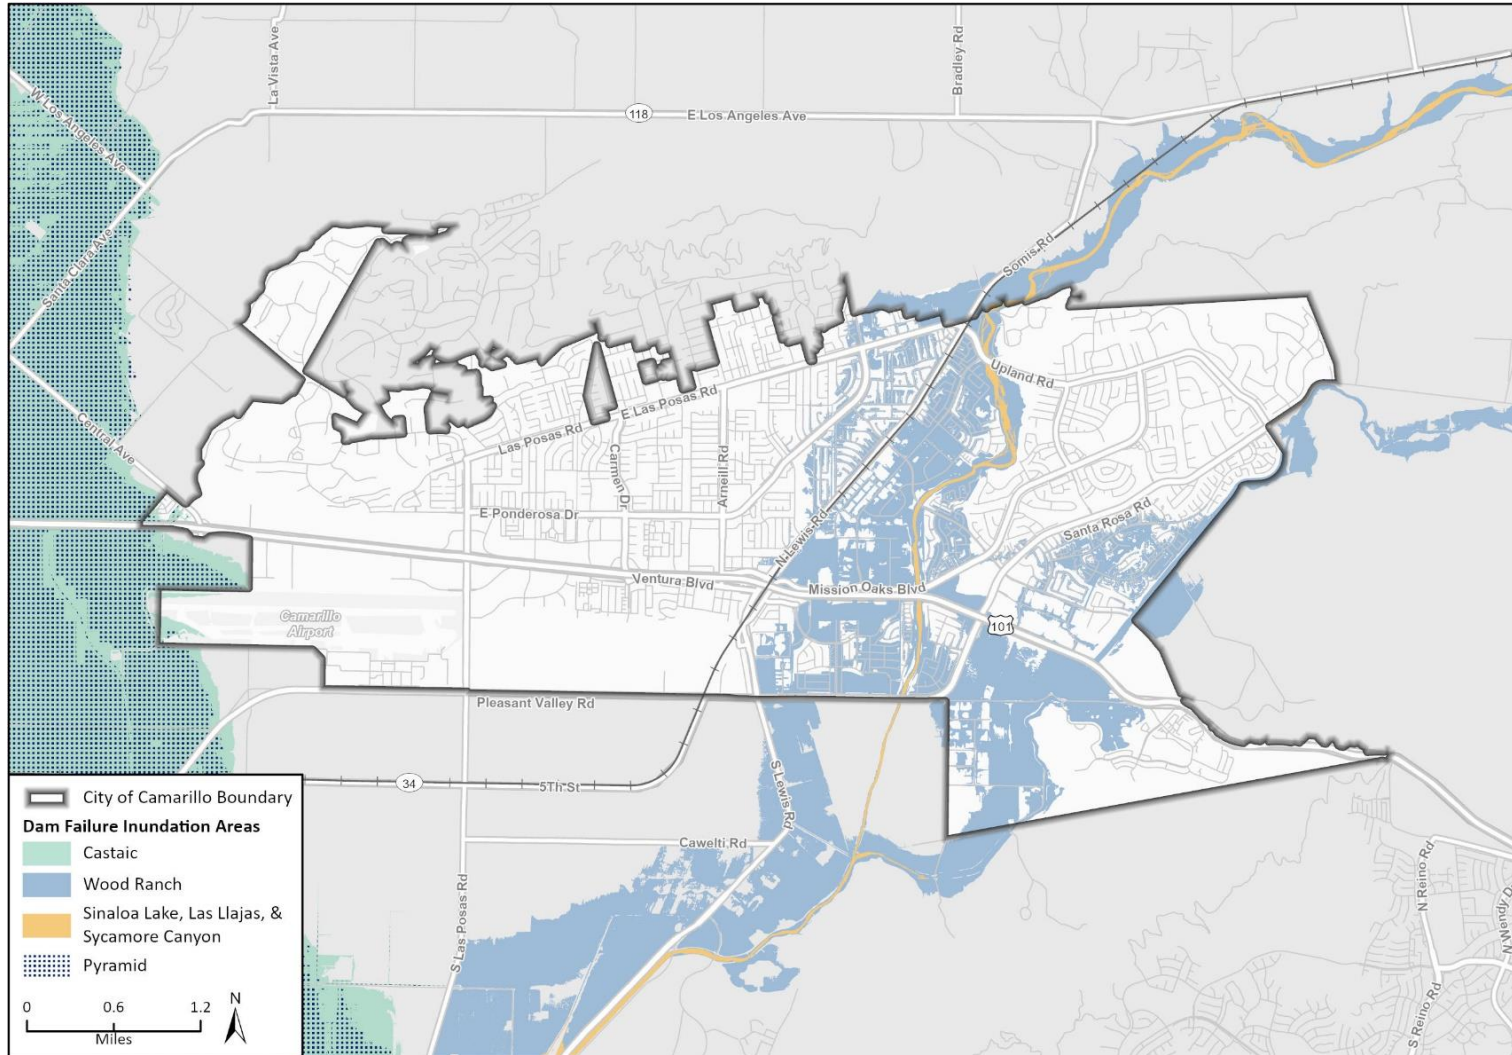 La Vista Ave
Bradley Rd
W Los Angeles Ave
118
E Los Angeles Ave
Santa Clara Ave
Somis Rd
Upland Rd
E Las Posas Rd
Las Posas Rd
Central Ave
Carmen Dr
Arneill Rd
E Ponderosa Dr
N Lewis Rd
Santa Rosa Rd
Ventura Blvd
Mission Oaks Blvd
Camarillo
Airport
101
Pleasant Valley Rd
34
5Th St
S Lewis Rd
Cawelti Rd
S Las Posas Rd
N Reino Rd
N Wendy D
S Reino Rd
City of Camarillo Boundary
Dam Failure Inundation Areas
Castaic
Wood Ranch
Sinaloa Lake, Las Llajas, &
Sycamore Canyon
Pyramid
0 0.6 1.2
Miles
N